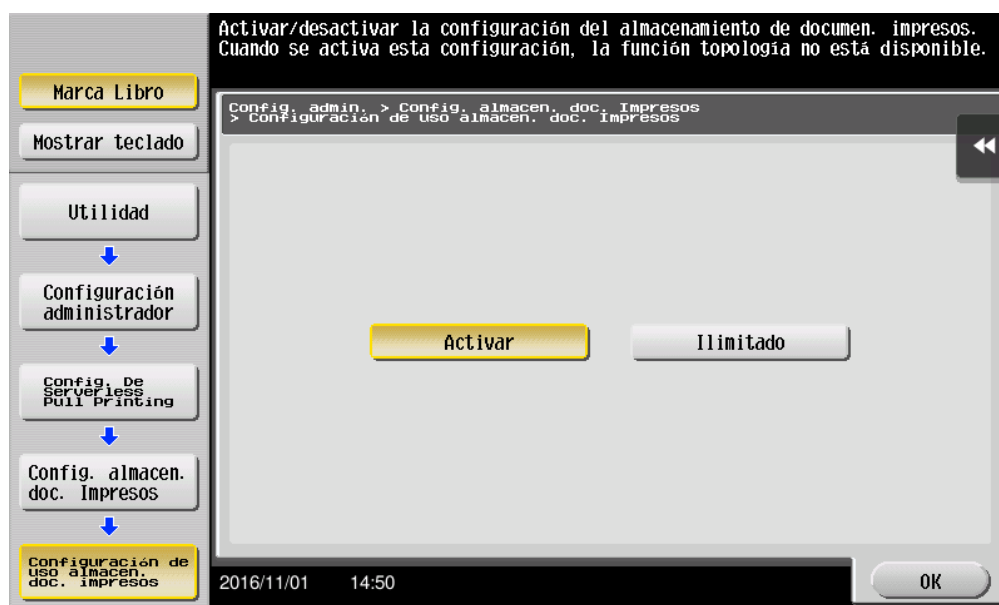 Activar/desactivar la configuración del almacenamiento de documen. impresos.
Cuando se activa esta configuración, la función topología no está disponible.
Marca Libro
Mostrar teclado
Config. admin. > Config. almacen. doc. Impresos
> Configuración de uso almacen. doc. Impresos
Utilidad
Configuración
administrador
Config. De
Serverless
Pull Printing
Config. almacen.
doc. Impresos
Configuración de
uso almacen.
doc. impresos
Activar
Ilimitado
2016/11/01 14:50
OK